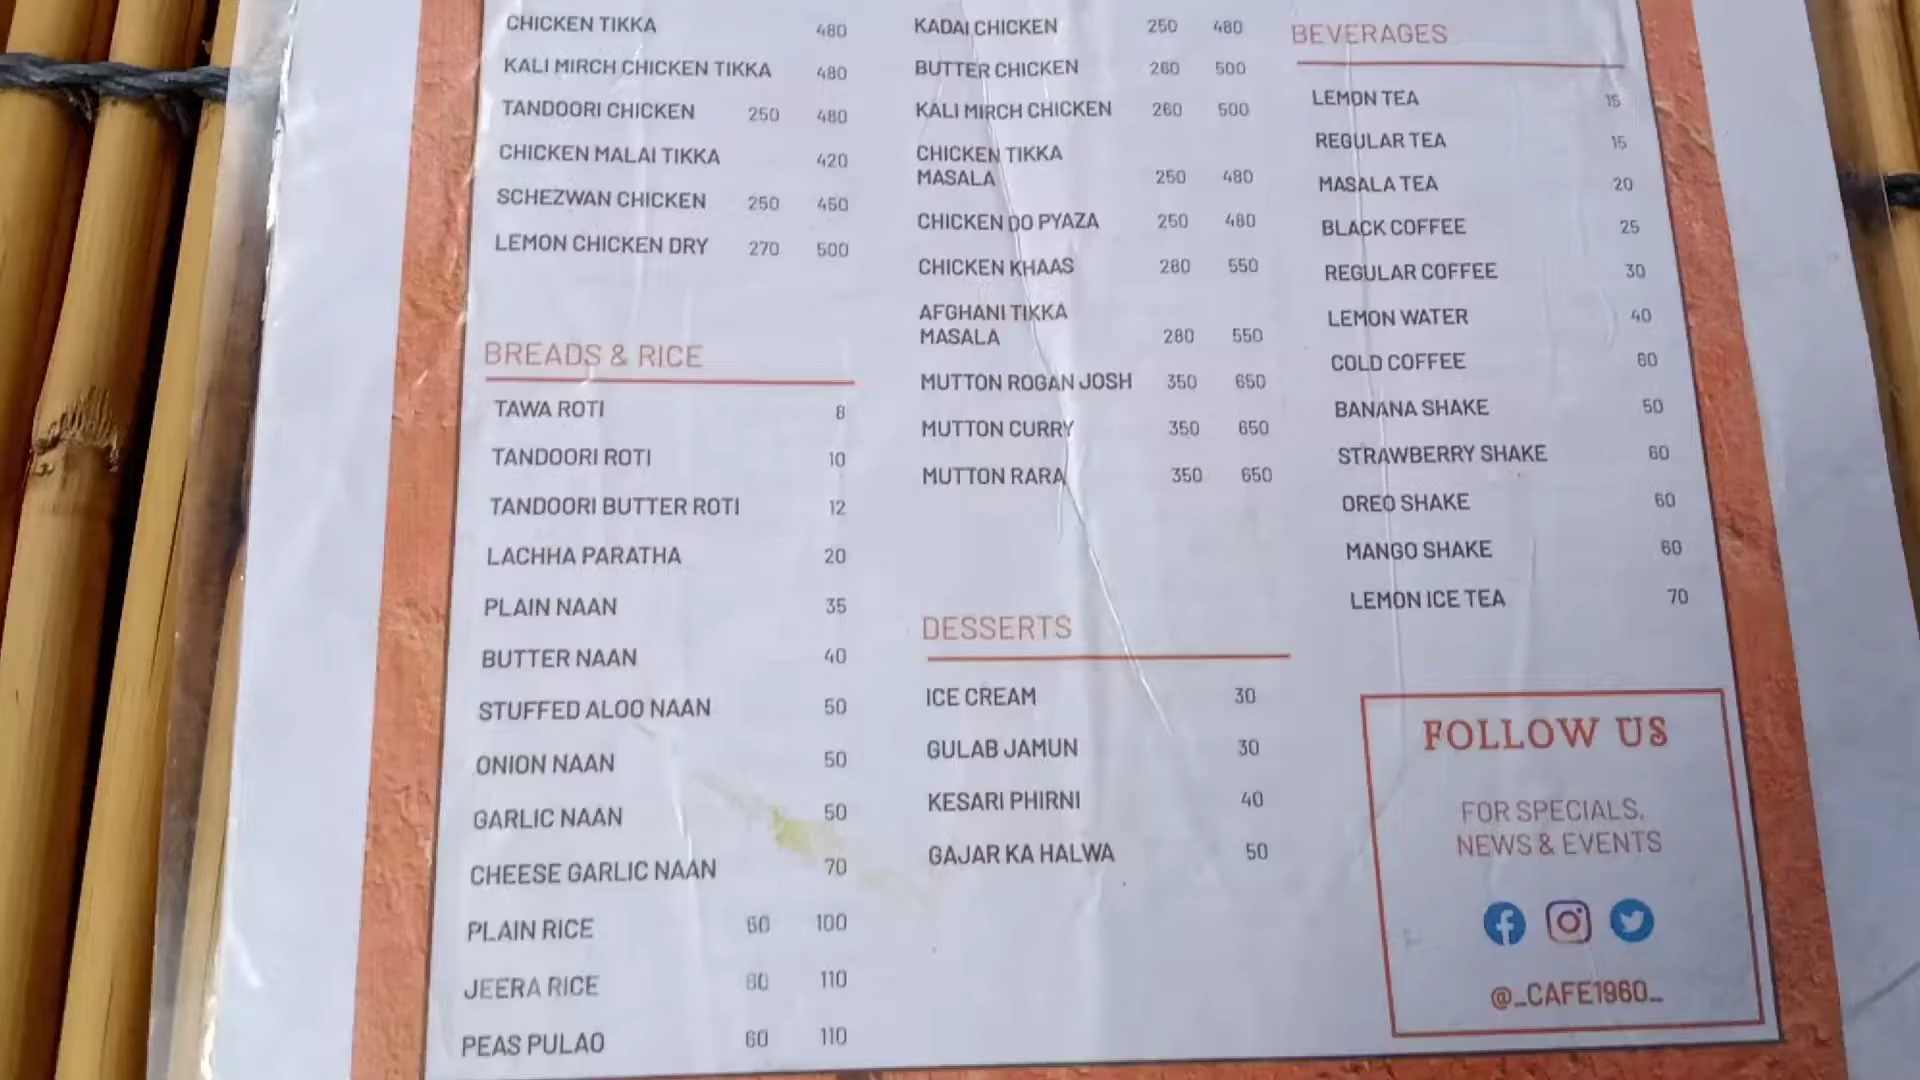 CHICKEN TIKKA 480
KALI MIRCH CHICKEN TIKKA 480
TANDOORI CHICKEN 250 480
CHICKEN MALAI TIKKA 420
SCHEZWAN CHICKEN 250 450
LEMON CHICKEN DRY 270 500
BREADS & RICE
TAWA ROTI 8
TANDOORI ROTI 10
TANDOORI BUTTER ROTI 12
LACHHA PARATHA 20
PLAIN NAAN 35
BUTTER NAAN 40
STUFFED ALOO NAAN 50
ONION NAAN 50
GARLIC NAAN 50
CHEESE GARLIC NAAN 70
PLAIN RICE 60 100
JEERA RICE 80 110
PEAS PULAO 60 110
KADAI CHICKEN 250 480
BUTTER CHICKEN 260 500
KALI MIRCH CHICKEN 260 500
CHICKEN TIKKA
MASALA 250 480
CHICKEN DO PYAZA 250 480
CHICKEN KHAAS 280 550
AFGHANI TIKKA
MASALA 280 550
MUTTON ROGAN JOSH 350 650
MUTTON CURRY 350 650
MUTTON RARA 350 650
DESSERTS
ICE CREAM 30
GULAB JAMUN 30
KESARI PHIRNI 40
GAJAR KA HALWA 50
BEVERAGES
LEMON TEA 15
REGULAR TEA 15
MASALA TEA 20
BLACK COFFEE 25
REGULAR COFFEE 30
LEMON WATER 40
COLD COFFEE 60
BANANA SHAKE 50
STRAWBERRY SHAKE 60
OREO SHAKE 60
MANGO SHAKE 60
LEMON ICE TEA 70
FOLLOW US
FOR SPECIALS,
NEWS & EVENTS
@_CAFE1960_